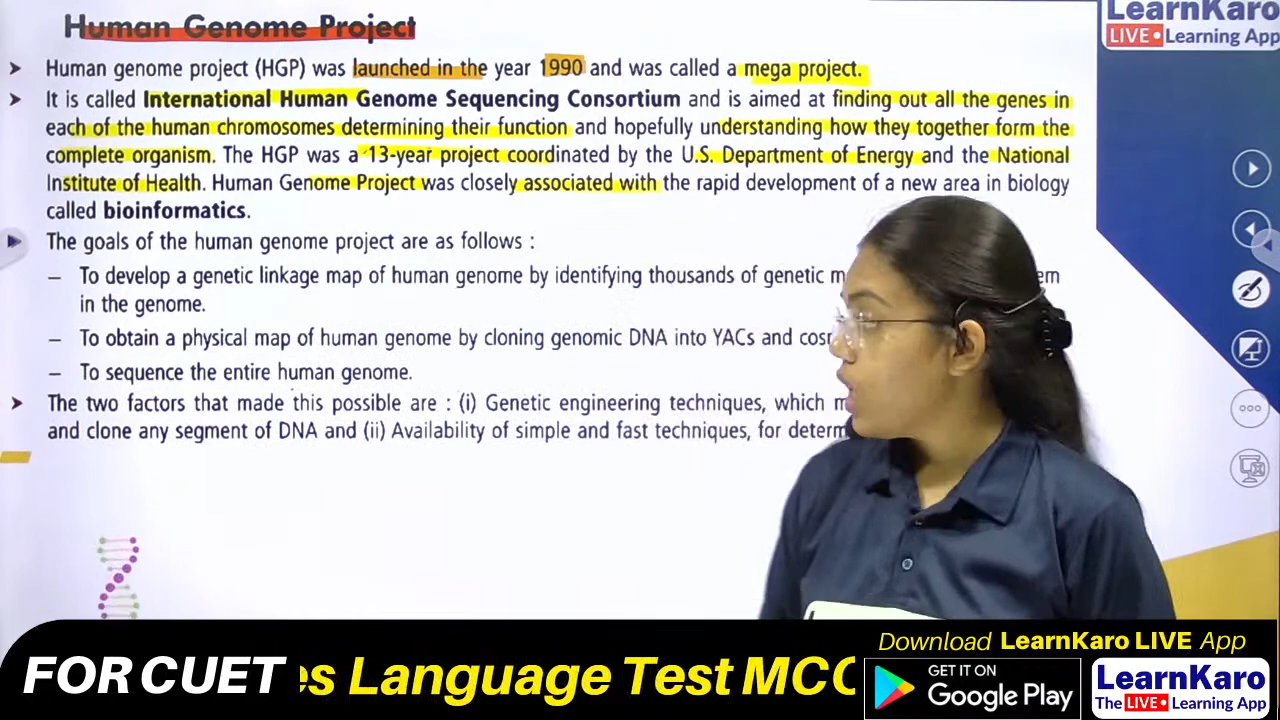 Human Genome Project
LearnKaro
LIVE • Learning App
➤ Human genome project (HGP) was launched in the year 1990 and was called a mega project.
➤ It is called International Human Genome Sequencing Consortium and is aimed at finding out all the genes in
each of the human chromosomes determining their function and hopefully understanding how they together form the
complete organism. The HGP was a 13-year project coordinated by the U.S. Department of Energy and the National
Institute of Health. Human Genome Project was closely associated with the rapid development of a new area in biology
called bioinformatics.
The goals of the human genome project are as follows :
– To develop a genetic linkage map of human genome by identifying thousands of genetic
in the genome.
– To obtain a physical map of human genome by cloning genomic DNA into YACs and
– To sequence the entire human genome.
➤ The two factors that made this possible are : (i) Genetic engineering techniques, which
and clone any segment of DNA and (ii) Availability of simple and fast techniques, for
FOR CUET
Language Test
Download LearnKaro LIVE App
GET IT ON
Google Play
LearnKaro
The LIVE • Learning App